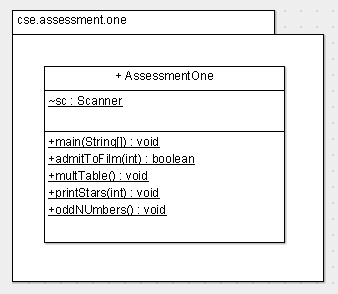 cse.assessment.one
+ AssessmentOne
~sc : Scanner
+main(String[]) : void
+admitToFilm(int) : boolean
+multTable() : void
+printStars(int) : void
+oddNUmbers() : void